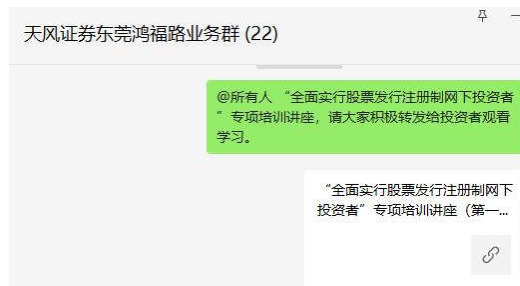 天风证券东莞鸿福路业务群 (22)
@所有人 “全面实行股票发行注册制网下投资者
”专项培训讲座，请大家积极转发给投资者观看
学习。
“全面实行股票发行注册制网下
投资者”专项培训讲座（第一...